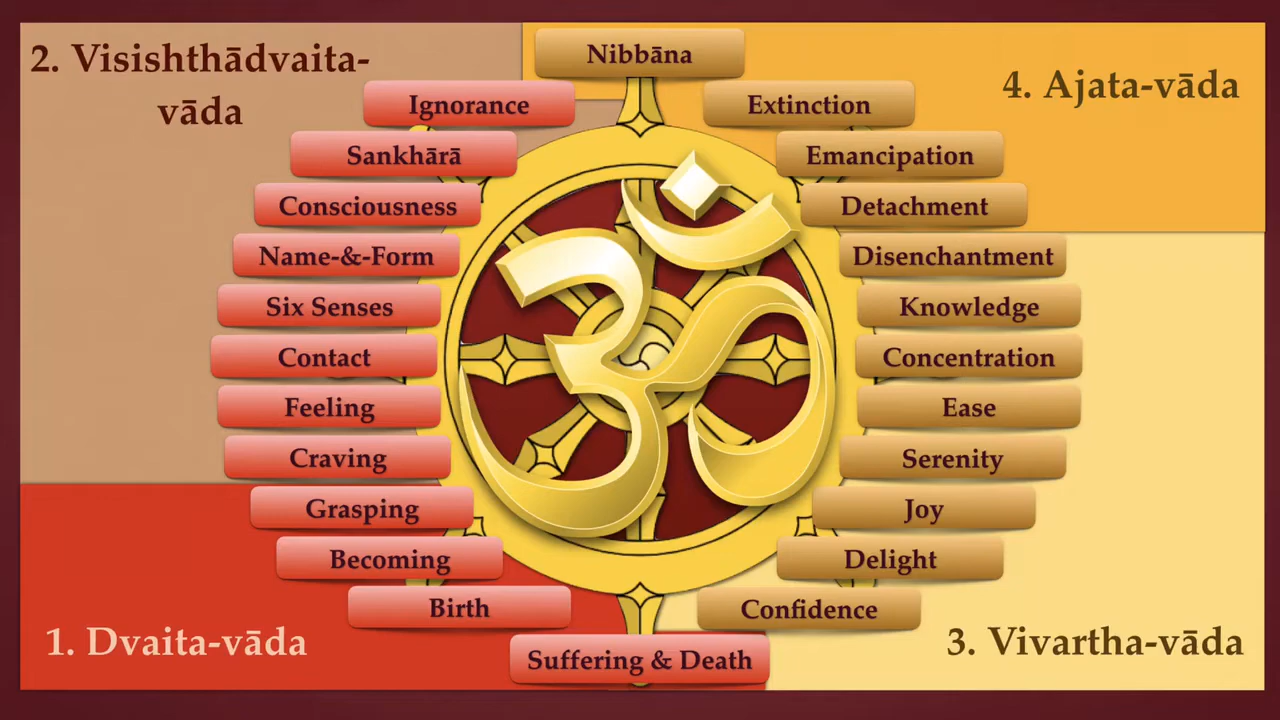 2. Visishthādvaita-
vāda
Nibbāna
4. Ajata-vāda
Ignorance
Extinction
Sankhārā
Emancipation
Consciousness
Detachment
Name-&-Form
Disenchantment
Six Senses
Knowledge
Contact
Concentration
Feeling
Ease
Craving
Serenity
Grasping
Joy
Becoming
Delight
Birth
Confidence
1. Dvaita-vāda
3. Vivartha-vāda
Suffering & Death
ॐ